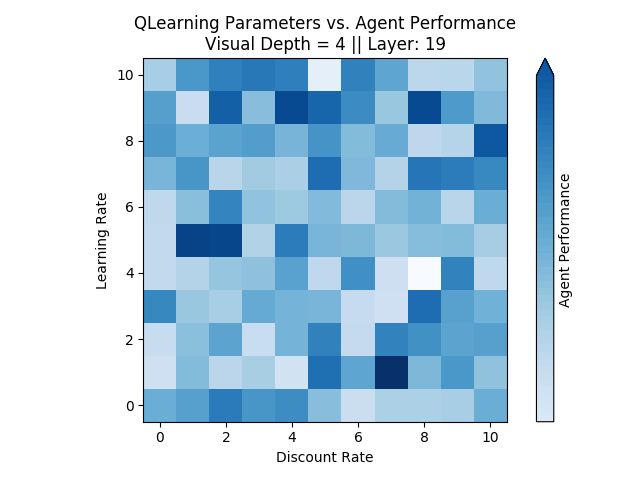 QLearning Parameters vs. Agent Performance
Visual Depth = 4 || Layer: 19
10
8
6
4
2
0
Learning Rate
0 2 4 6 8 10
Discount Rate
Agent Performance